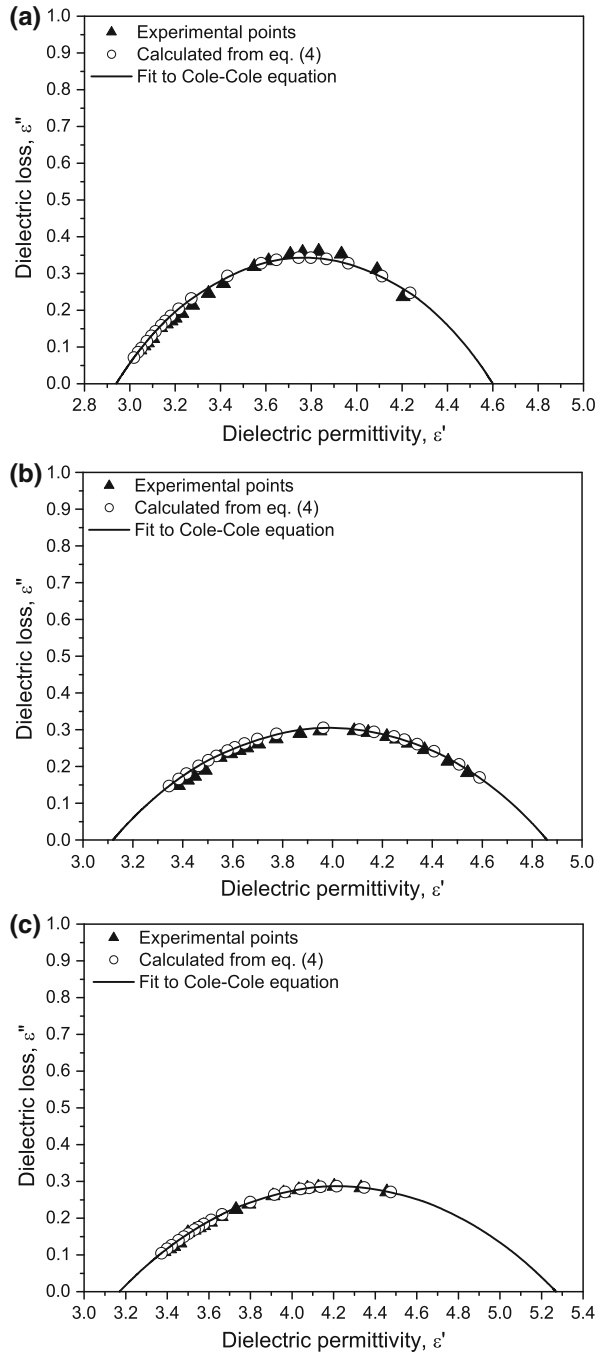 (a)
Experimental points
Calculated from eq. (4)
Fit to Cole-Cole equation
Dielectric loss, ε"
1.0
0.9
0.8
0.7
0.6
0.5
0.4
0.3
0.2
0.1
0.0
2.8 3.0 3.2 3.4 3.6 3.8 4.0 4.2 4.4 4.6 4.8 5.0
Dielectric permittivity, ε'
(b)
Experimental points
Calculated from eq. (4)
Fit to Cole-Cole equation
Dielectric loss, ε"
1.0
0.9
0.8
0.7
0.6
0.5
0.4
0.3
0.2
0.1
0.0
3.0 3.2 3.4 3.6 3.8 4.0 4.2 4.4 4.6 4.8 5.0
Dielectric permittivity, ε'
(c)
Experimental points
Calculated from eq. (4)
Fit to Cole-Cole equation
Dielectric loss, ε"
1.0
0.9
0.8
0.7
0.6
0.5
0.4
0.3
0.2
0.1
0.0
3.0 3.2 3.4 3.6 3.8 4.0 4.2 4.4 4.6 4.8 5.0 5.2 5.4
Dielectric permittivity, ε'